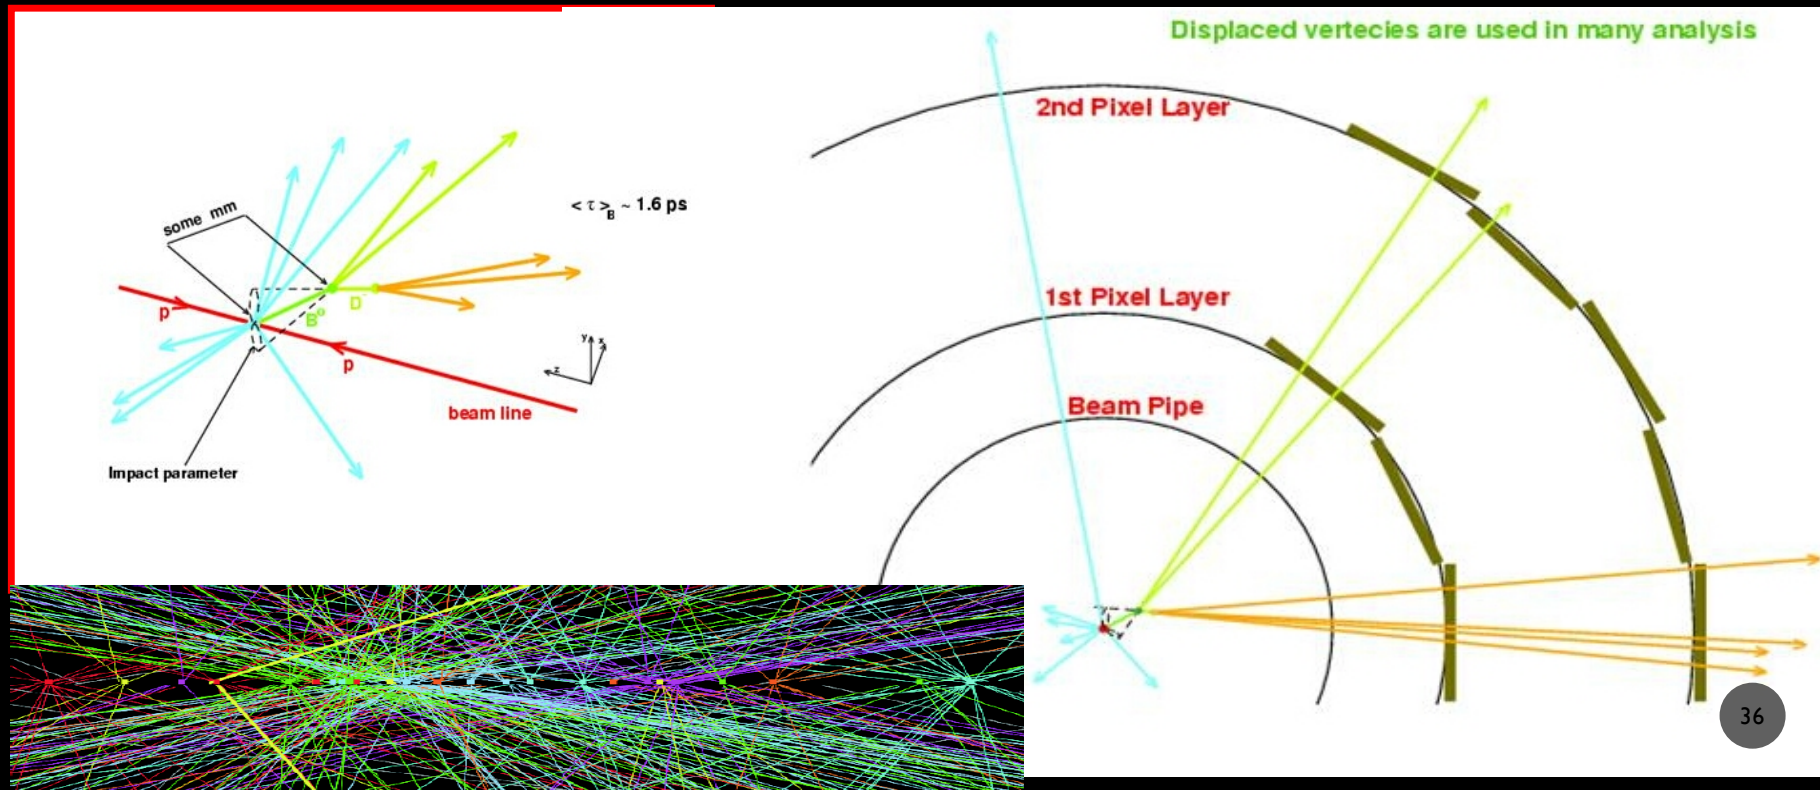 Displaced vertecies are used in many analysis
some mm
< τ >B ~ 1.6 ps
p
B⁰
D
p
beam line
Impact parameter
y
x
z
2nd Pixel Layer
1st Pixel Layer
Beam Pipe
36